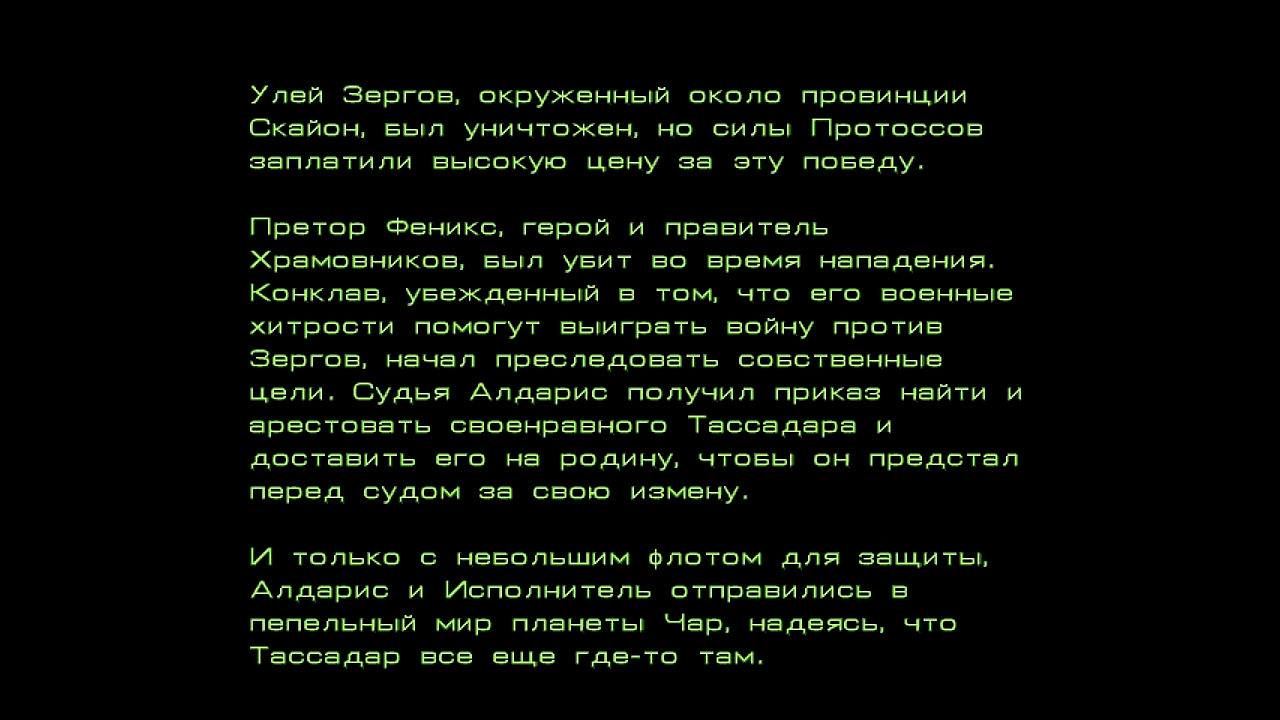 Улей Зергов, окруженный около провинции
Скайон, был уничтожен, но силы Протоссов
заплатили высокую цену за эту победу.
Претор Феникс, герой и правитель
Храмовников, был убит во время нападения.
Конклав, убежденный в том, что его военные
хитрости помогут выиграть войну против
Зергов, начал преследовать собственные
цели. Судья Алдарис получил приказ найти и
арестовать своенравного Тассадара и
доставить его на родину, чтобы он предстал
перед судом за свою измену.
И только с небольшим флотом для защиты,
Алдарис и Исполнитель отправились в
пепельный мир планеты Чар, надеясь, что
Тассадар все еще где-то там.